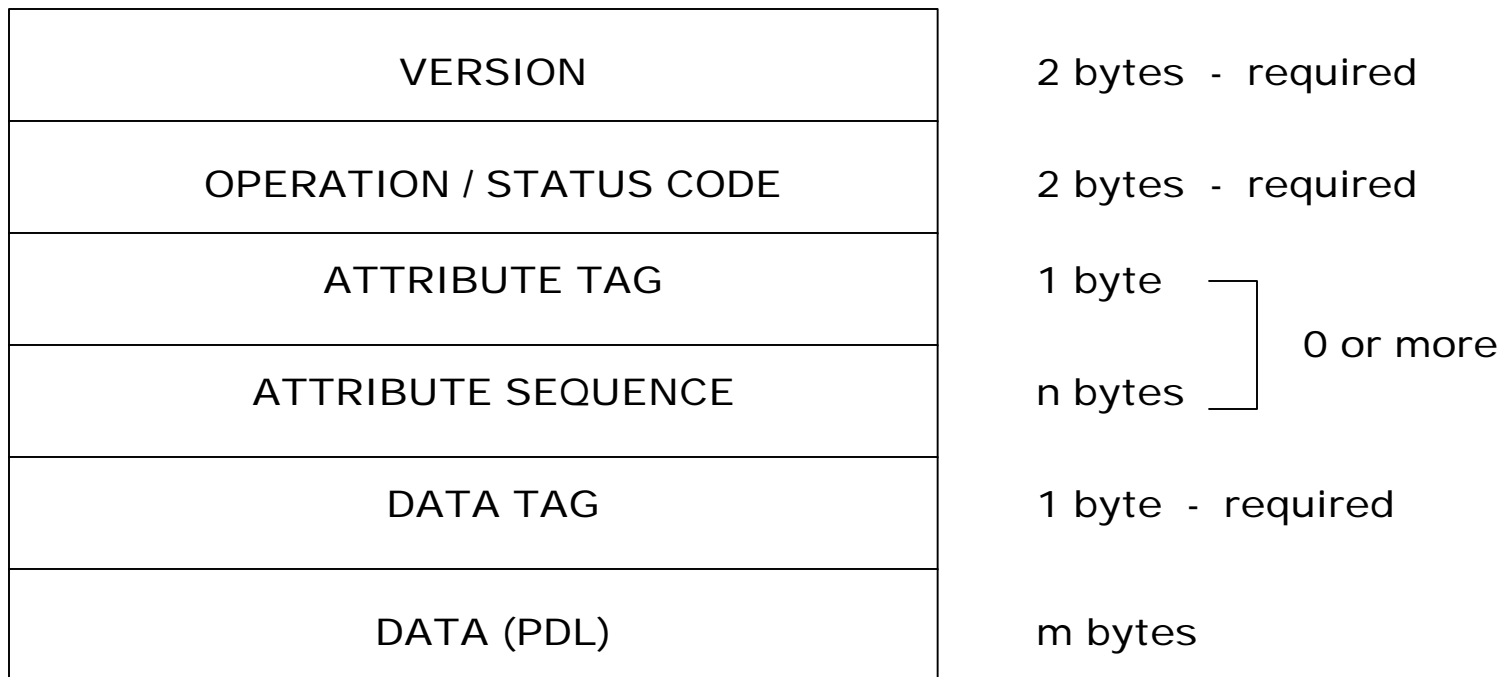 VERSION 2 bytes - required
OPERATION / STATUS CODE 2 bytes - required
ATTRIBUTE TAG 1 byte
0 or more
ATTRIBUTE SEQUENCE n bytes
DATA TAG 1 byte - required
DATA (PDL) m bytes